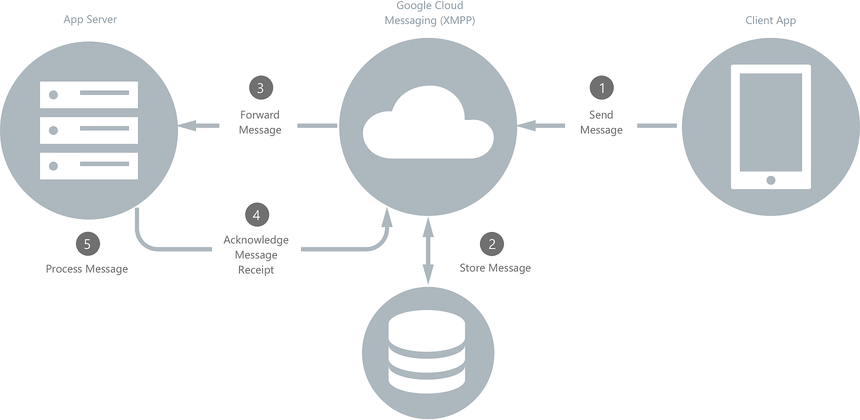 App Server
Google Cloud
Messaging (XMPP)
Client App
3
Forward
Message
1
Send
Message
4
Acknowledge
Message
Receipt
5
Process Message
2
Store Message